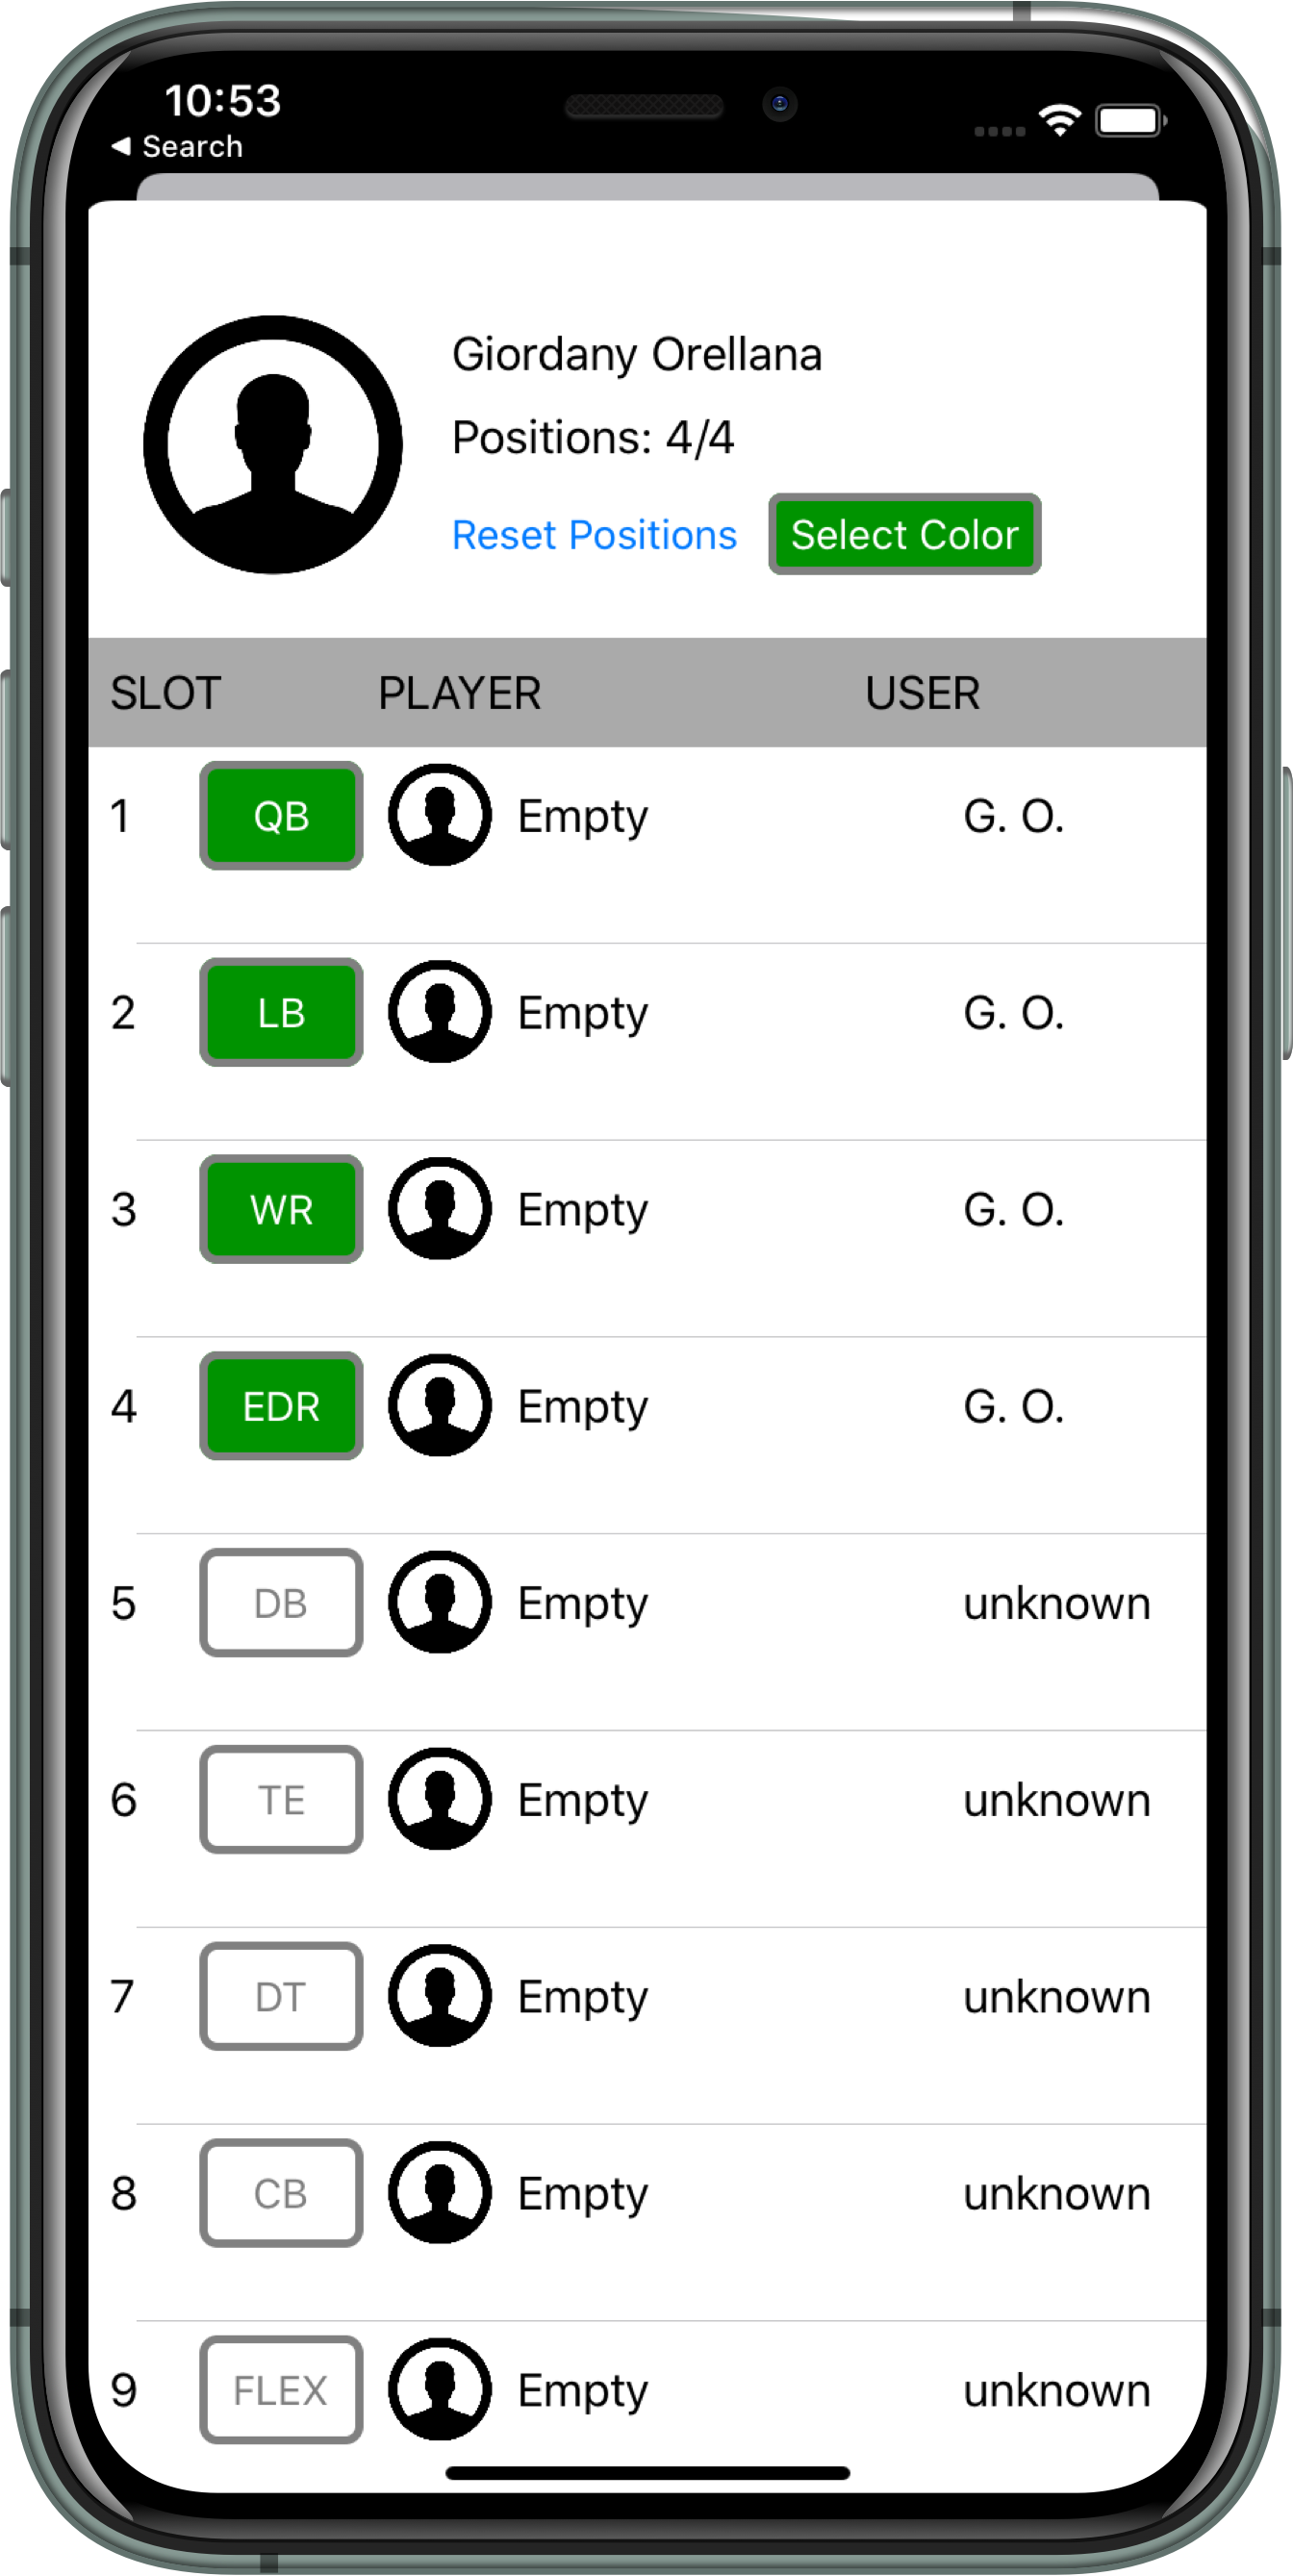 10:53
◀ Search
Giordany Orellana
Positions: 4/4
Reset Positions Select Color
SLOT PLAYER USER
1 QB Empty G. O.
2 LB Empty G. O.
3 WR Empty G. O.
4 EDR Empty G. O.
5 DB Empty unknown
6 TE Empty unknown
7 DT Empty unknown
8 CB Empty unknown
9 FLEX Empty unknown